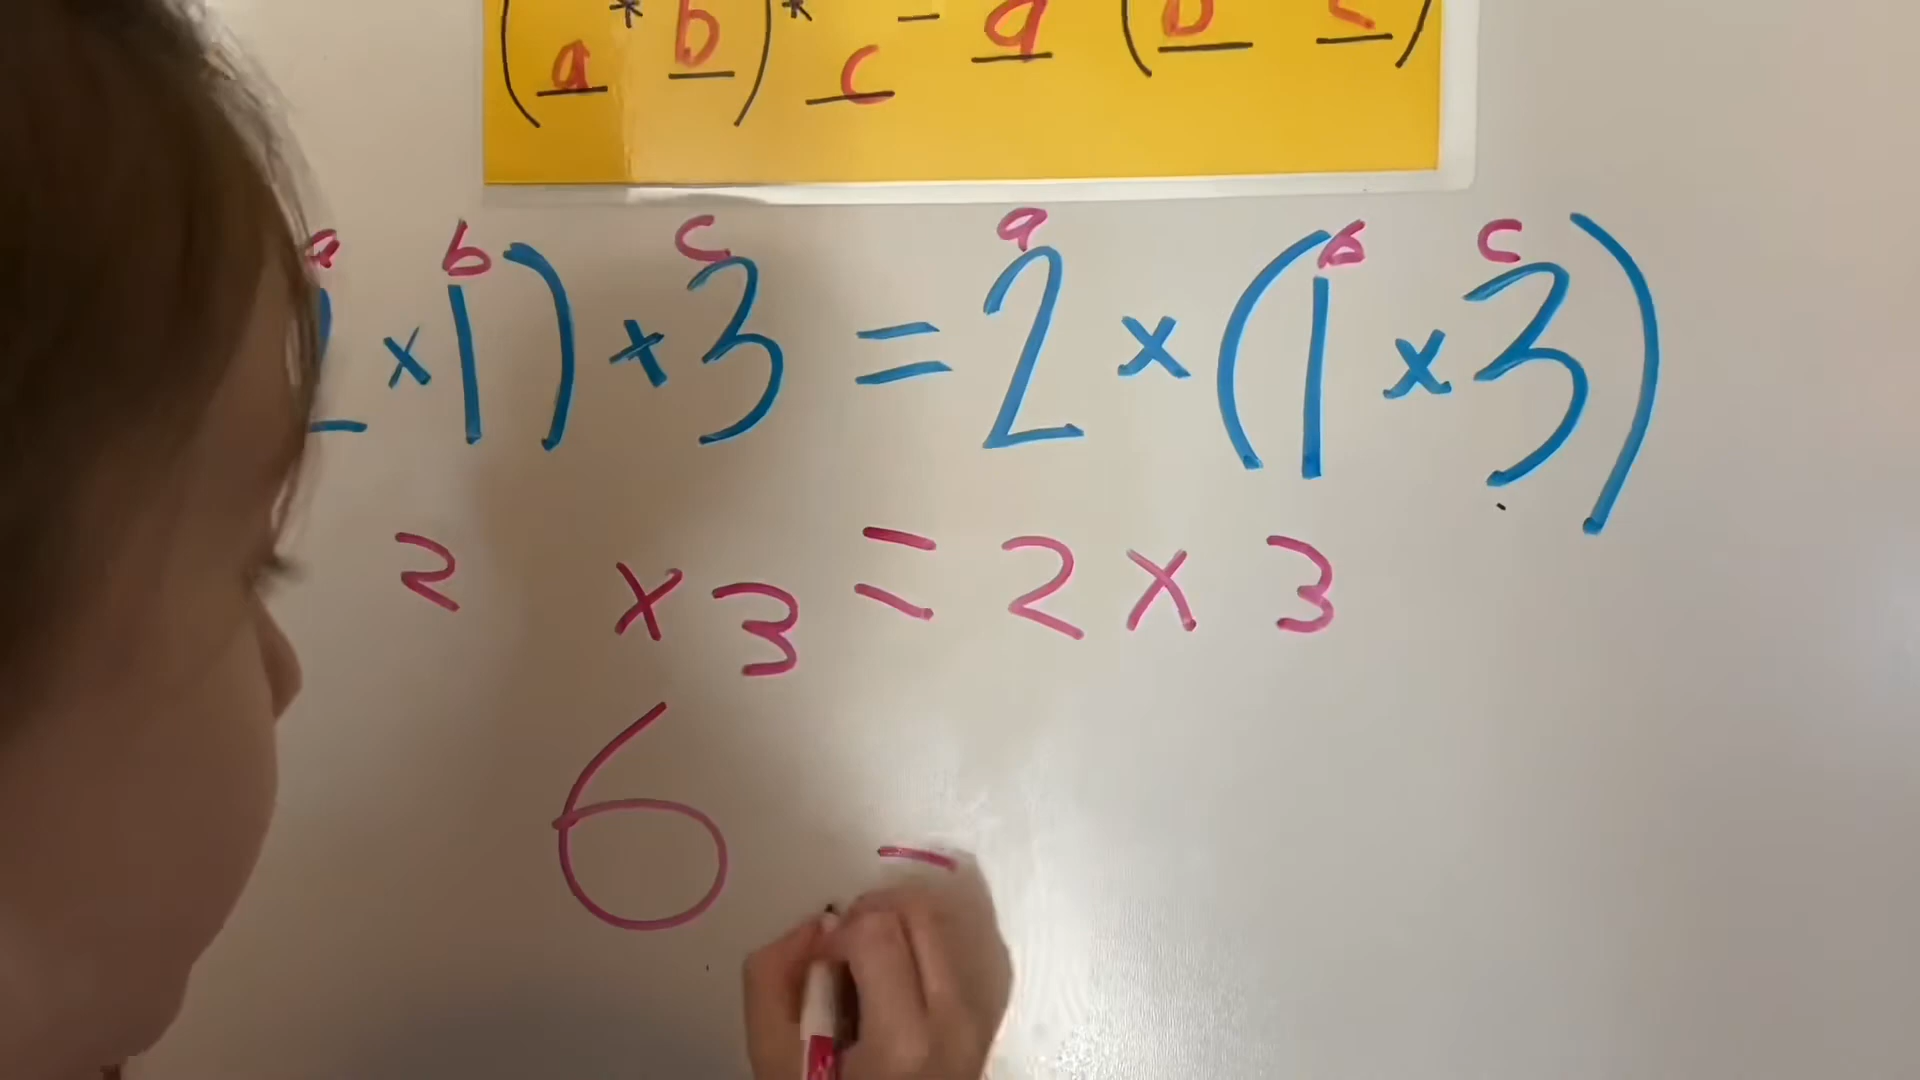 (a * b) * c = a (b c)
a b c a b c
2 × 1) × 3 = 2 × (1 × 3)
2 × 3 = 2 × 3
6 −